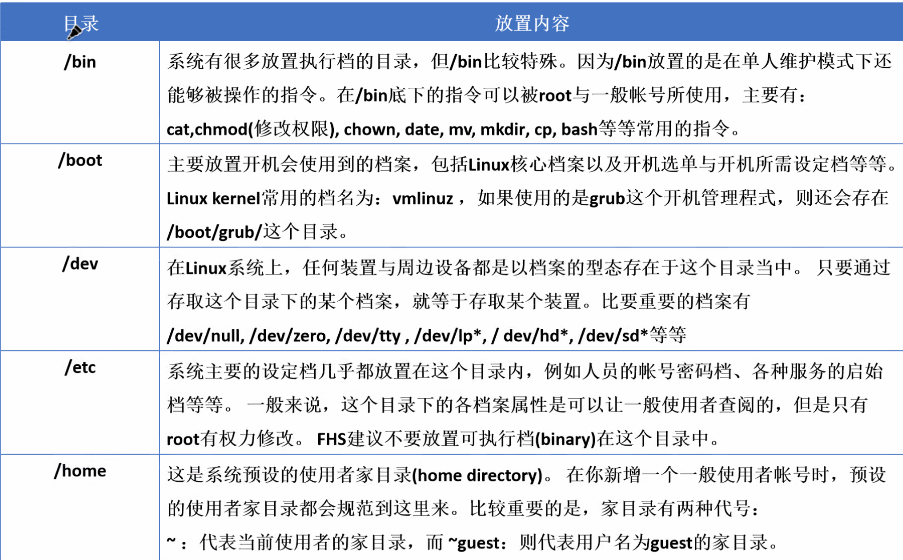 目录 放置内容
/bin 系统有很多放置执行档的目录，但/bin比较特殊。因为/bin放置的是在单人维护模式下还
能够被操作的指令。在/bin底下的指令可以被root与一般帐号所使用，主要有：
cat,chmod(修改权限), chown, date, mv, mkdir, cp, bash等等常用的指令。
/boot 主要放置开机会使用到的档案，包括Linux核心档案以及开机选单与开机所需设定档等等。
Linux kernel常用的档名为：vmlinuz ，如果使用的是grub这个开机管理程式，则还会存在
/boot/grub/这个目录。
/dev 在Linux系统上，任何装置与周边设备都是以档案的型态存在于这个目录当中。 只要通过
存取这个目录下的某个档案，就等于存取某个装置。比要重要的档案有
/dev/null, /dev/zero, /dev/tty , /dev/lp*, / dev/hd*, /dev/sd*等等
/etc 系统主要的设定档几乎都放置在这个目录内，例如人员的帐号密码档、各种服务的启始
档等等。 一般来说，这个目录下的各档案属性是可以让一般使用者查阅的，但是只有
root有权力修改。 FHS建议不要放置可执行档(binary)在这个目录中。
/home 这是系统预设的使用者家目录(home directory)。 在你新增一个一般使用者帐号时，预设
的使用者家目录都会规范到这里来。比较重要的是，家目录有两种代号：
~ ：代表当前使用者的家目录，而 ~guest：则代表用户名为guest的家目录。